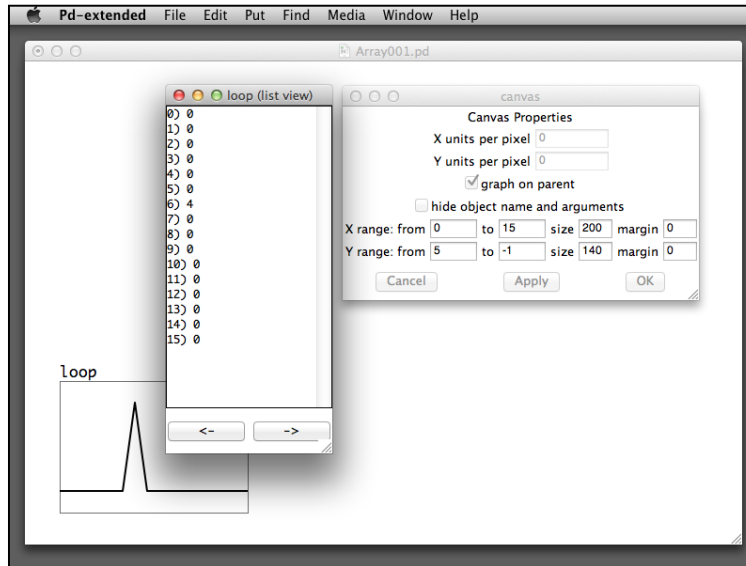 Pd-extended File Edit Put Find Media Window Help
Array001.pd
loop (list view)
0) 0
1) 0
2) 0
3) 0
4) 0
5) 0
6) 4
7) 0
8) 0
9) 0
10) 0
11) 0
12) 0
13) 0
14) 0
15) 0
<- ->
canvas
Canvas Properties
X units per pixel 0
Y units per pixel 0
graph on parent
hide object name and arguments
X range: from 0 to 15 size 200 margin 0
Y range: from 5 to -1 size 140 margin 0
Cancel Apply OK
loop